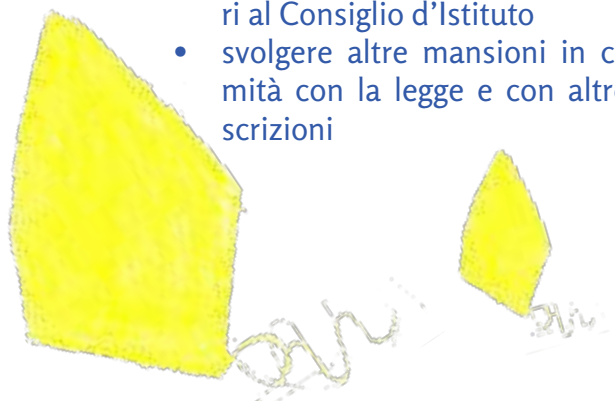 ri al Consiglio d’Istituto
• svolgere altre mansioni in c
mità con la legge e con altr
scrizioni